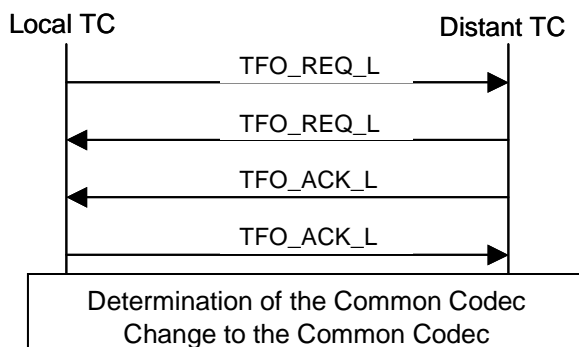 Local TC
Distant TC
TFO_REQ_L
TFO_REQ_L
TFO_ACK_L
TFO_ACK_L
Determination of the Common Codec
Change to the Common Codec